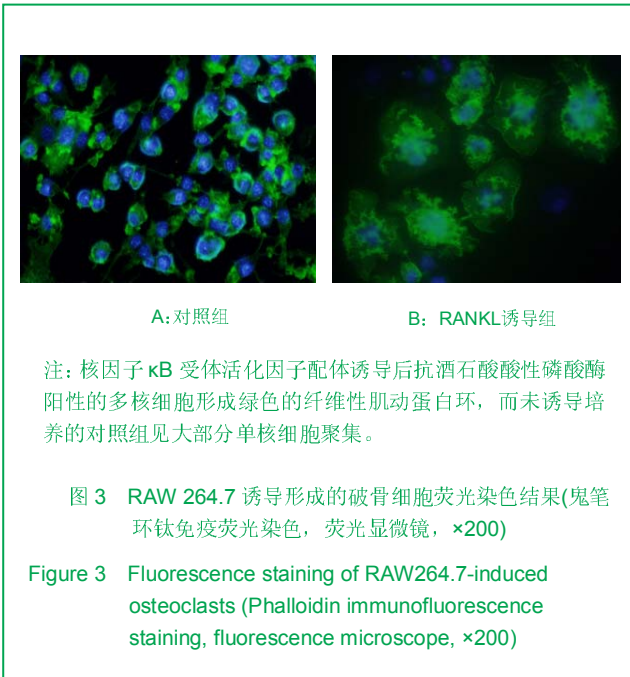 A:对照组
B：RANKL诱导组
注：核因子κB 受体活化因子配体诱导后抗酒石酸酸性磷酸酶
阳性的多核细胞形成绿色的纤维性肌动蛋白环，而未诱导培
养的对照组见大部分单核细胞聚集。
图 3 RAW 264.7 诱导形成的破骨细胞荧光染色结果(鬼笔
环钛免疫荧光染色，荧光显微镜，×200)
Figure 3 Fluorescence staining of RAW264.7-induced
osteoclasts (Phalloidin immunofluorescence
staining, fluorescence microscope, ×200)